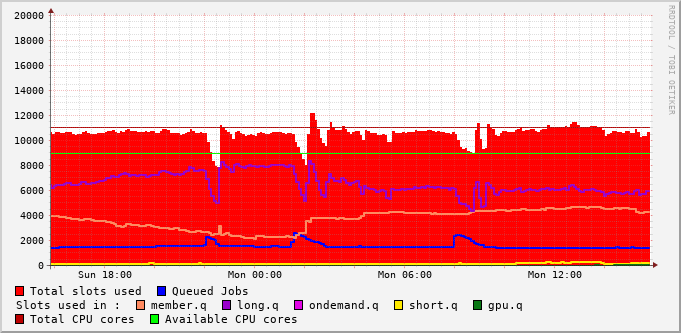 RRDTOOL / TOBI OETIKER
20000
18000
16000
14000
12000
10000
8000
6000
4000
2000
0
Sun 18:00 Mon 00:00 Mon 06:00 Mon 12:00
Total slots used Queued Jobs
Slots used in : member.q long.q ondemand.q short.q gpu.q
Total CPU cores Available CPU cores